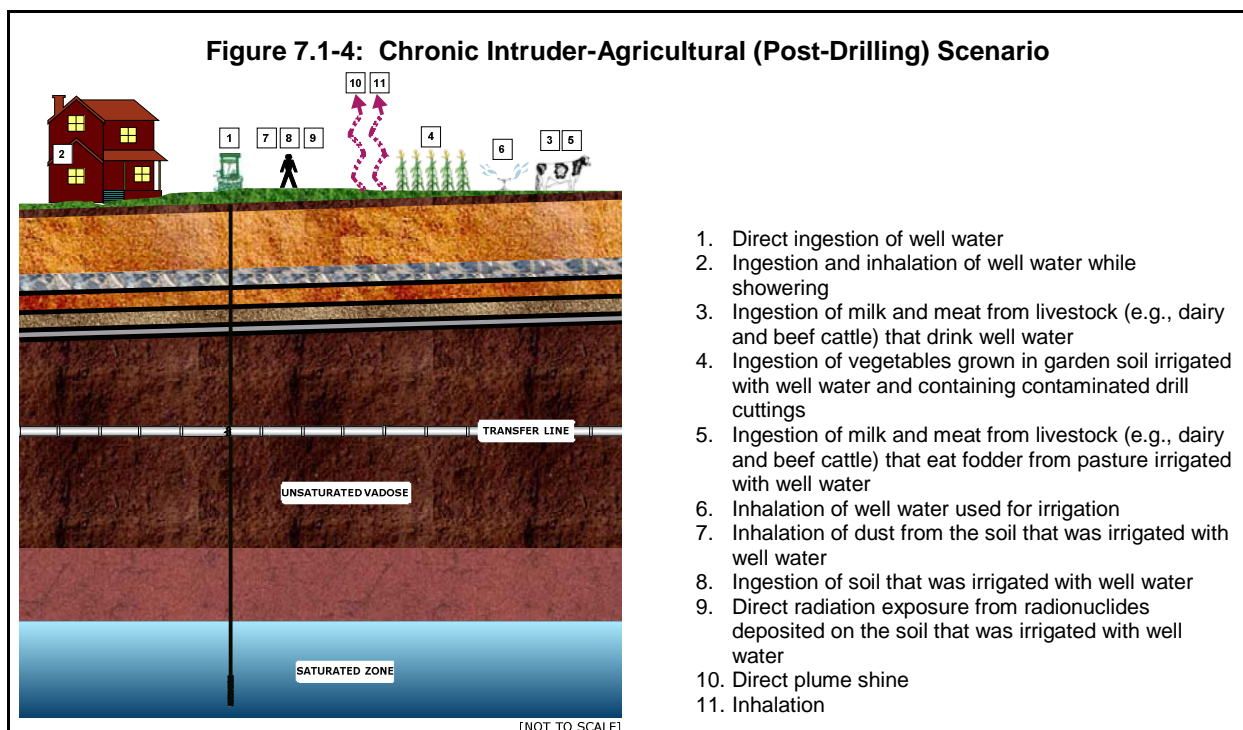 Figure 7.1-4: Chronic Intruder-Agricultural (Post-Drilling) Scenario
10 11
1 7 8 9 4 3 5
2 6
TRANSFER LINE
UNSATURATED VADOSE
SATURATED ZONE
[NOT TO SCALE]
1. Direct ingestion of well water
2. Ingestion and inhalation of well water while
showering
3. Ingestion of milk and meat from livestock (e.g., dairy
and beef cattle) that drink well water
4. Ingestion of vegetables grown in garden soil irrigated
with well water and containing contaminated drill
cuttings
5. Ingestion of milk and meat from livestock (e.g., dairy
and beef cattle) that eat fodder from pasture irrigated
with well water
6. Inhalation of well water used for irrigation
7. Inhalation of dust from the soil that was irrigated with
well water
8. Ingestion of soil that was irrigated with well water
9. Direct radiation exposure from radionuclides
deposited on the soil that was irrigated with well
water
10. Direct plume shine
11. Inhalation